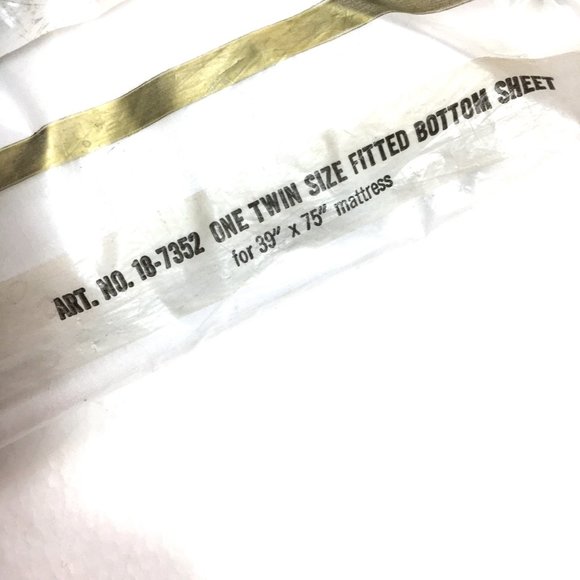 ART. NO. 18-7352 ONE TWIN SIZE FITTED BOTTOM SHEET
for 39" x 75" mattress